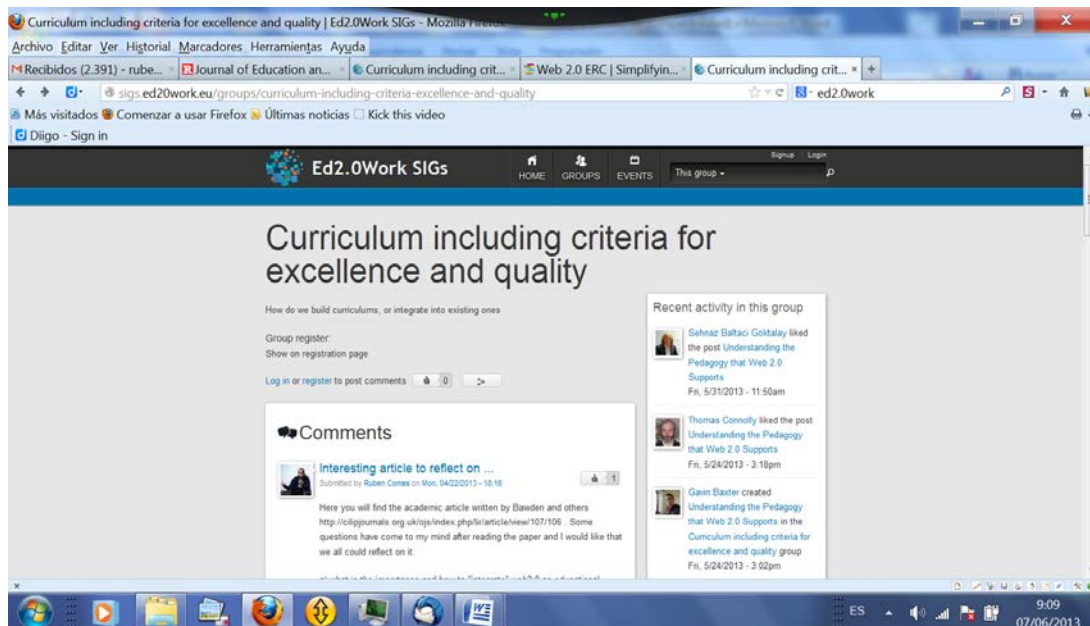 Curriculum including criteria for excellence and quality | Ed2.0Work SIGs - Mozilla Firefox
Archivo Editar Ver Historial Marcadores Herramientas Ayuda
Recibidos (2.391) - rube... Journal of Education an... Curriculum including crit... Web 2.0 ERC | Simplifyin... Curriculum including crit...
sigs.ed20work.eu/groups/curriculum-including-criteria-excellence-and-quality ed2.0work
Más visitados Comenzar a usar Firefox Últimas noticias Kick this video
Diigo - Sign in
Signup Login
Ed2.0Work SIGs HOME GROUPS EVENTS This group
Curriculum including criteria for
excellence and quality
How do we build curriculums, or integrate into existing ones
Group register:
Show on registration page
Log in or register to post comments 0
Comments
Interesting article to reflect on ...
Submitted by Ruben Comas on Mon, 04/22/2013 - 10:16
1
Here you will find the academic article written by Bawden and others
http://cilipjournals.org.uk/ojs/index.php/lir/article/view/107/106 . Some
questions have come to my mind after reading the paper and I would like that
we all could reflect on it:
Recent activity in this group
Sehnaz Baltaci Goktalay liked
the post Understanding the
Pedagogy that Web 2.0
Supports
Fri, 5/31/2013 - 11:50am
Thomas Connolly liked the post
Understanding the Pedagogy
that Web 2.0 Supports
Fri, 5/24/2013 - 3:18pm
Gavin Baxter created
Understanding the Pedagogy
that Web 2.0 Supports in the
Curriculum including criteria for
excellence and quality group
Fri, 5/24/2013 - 3:02pm
ES
9:09
07/06/2013